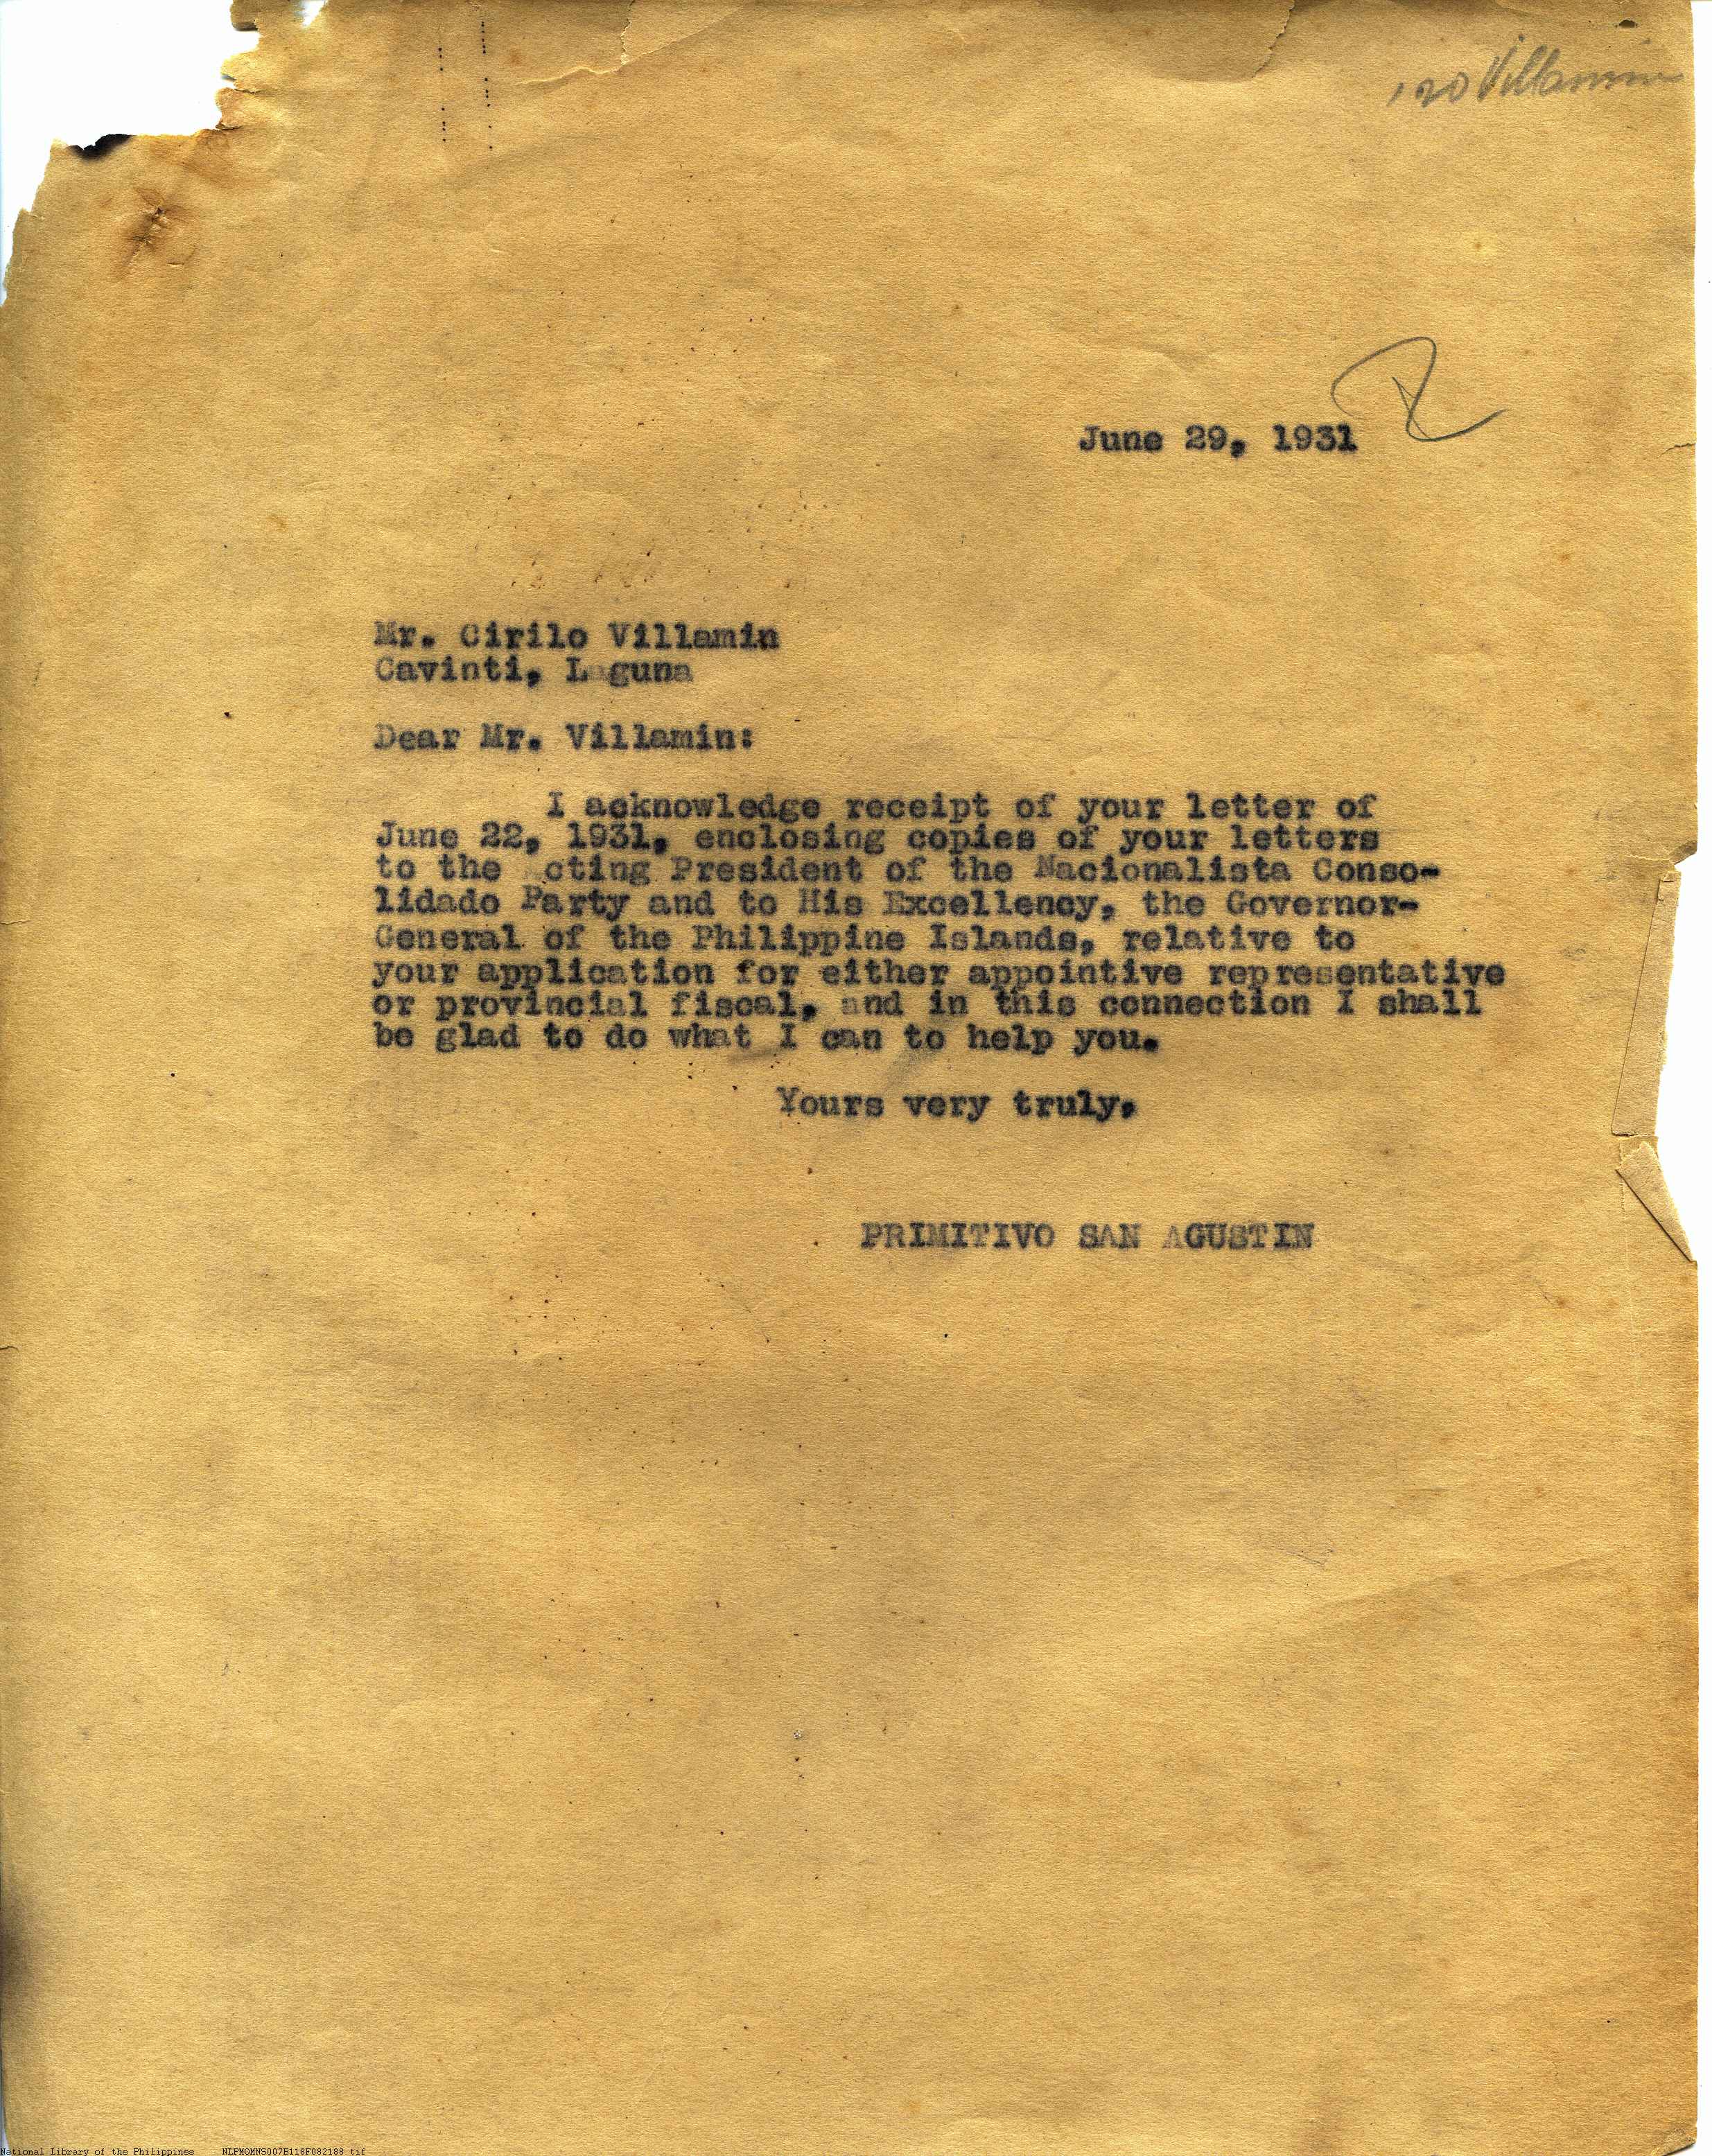 Villamin
June 29, 1931
Mr. Cirilo Villamin
Cavinti, L guna
Dear Mr. Villamin:
I acknowledge receipt of your letter of
June 22, 1931, enclosing copies of your letters
to the cting President of the Nacionalista Conso-
lidado Party and to His Excellency, the Governor-
General of the Philippine Islands, relative to
your application for either appointive representative
or provincial fiscal, and in this connection I shall
be glad to do what I can to help you.
Yours very truly,
PRIMITIVO SAN AGUSTIN
National Library of the Philippines NLPMQMNS007B118F082188 tif